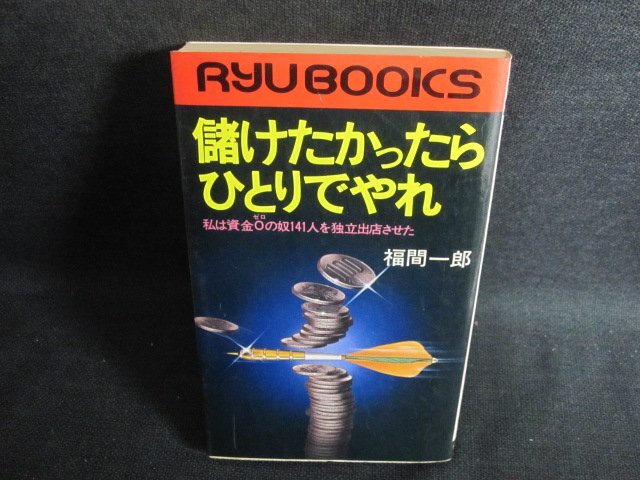 RYU BOOKS
儲けたかったら
ひとりでやれ
ゼロ
私は資金０の奴141人を独立出店させた
福間一郎